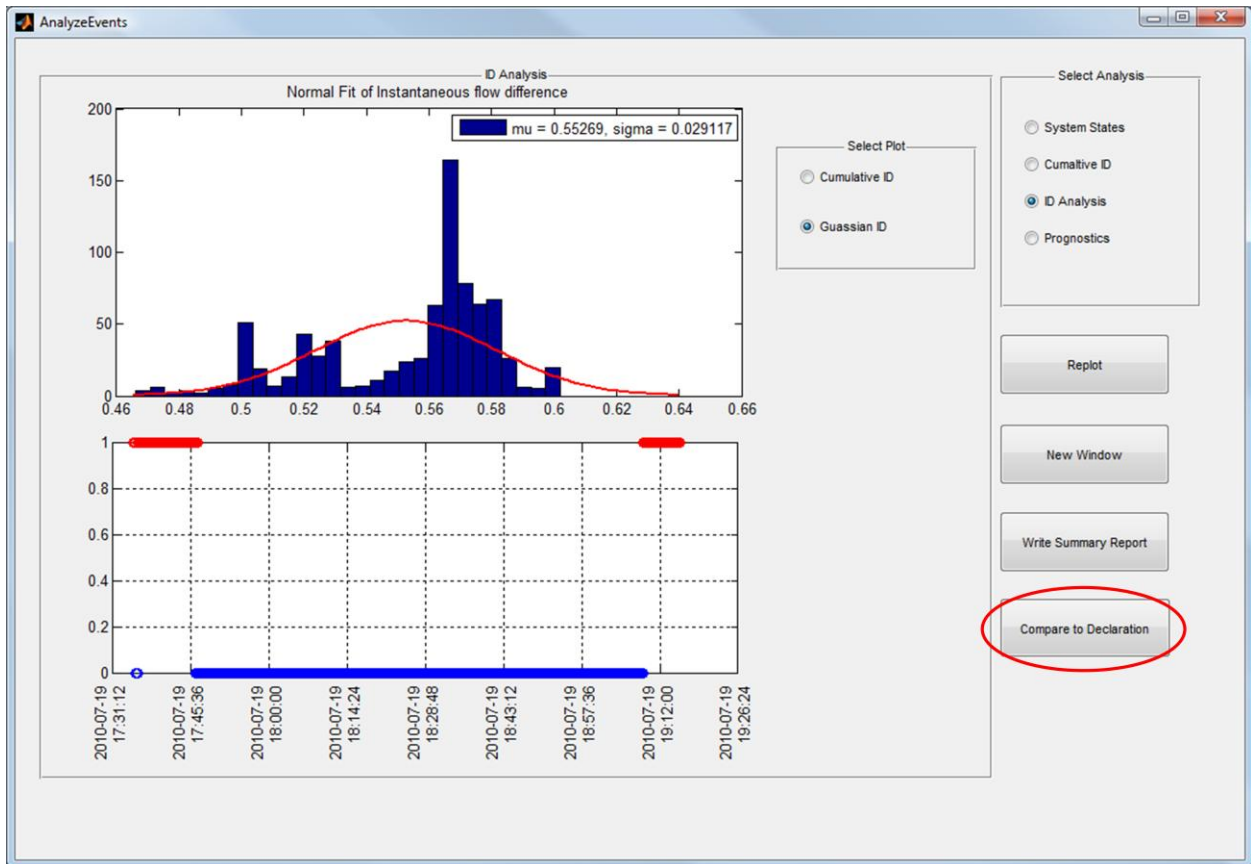 AnalyzeEvents
ID Analysis
Normal Fit of Instantaneous flow difference
200
150
100
50
0
mu = 0.55269, sigma = 0.029117
0.46 0.48 0.5 0.52 0.54 0.56 0.58 0.6 0.62 0.64 0.66
1
0.8
0.6
0.4
0.2
0
2010-07-19
17:31:12
2010-07-19
17:45:36
2010-07-19
18:00:00
2010-07-19
18:14:24
2010-07-19
18:28:48
2010-07-19
18:43:12
2010-07-19
18:57:36
2010-07-19
19:12:00
2010-07-19
19:26:24
Select Plot
Cumulative ID
Guassian ID
Select Analysis
System States
Cumaltive ID
ID Analysis
Prognostics
Replot
New Window
Write Summary Report
Compare to Declaration